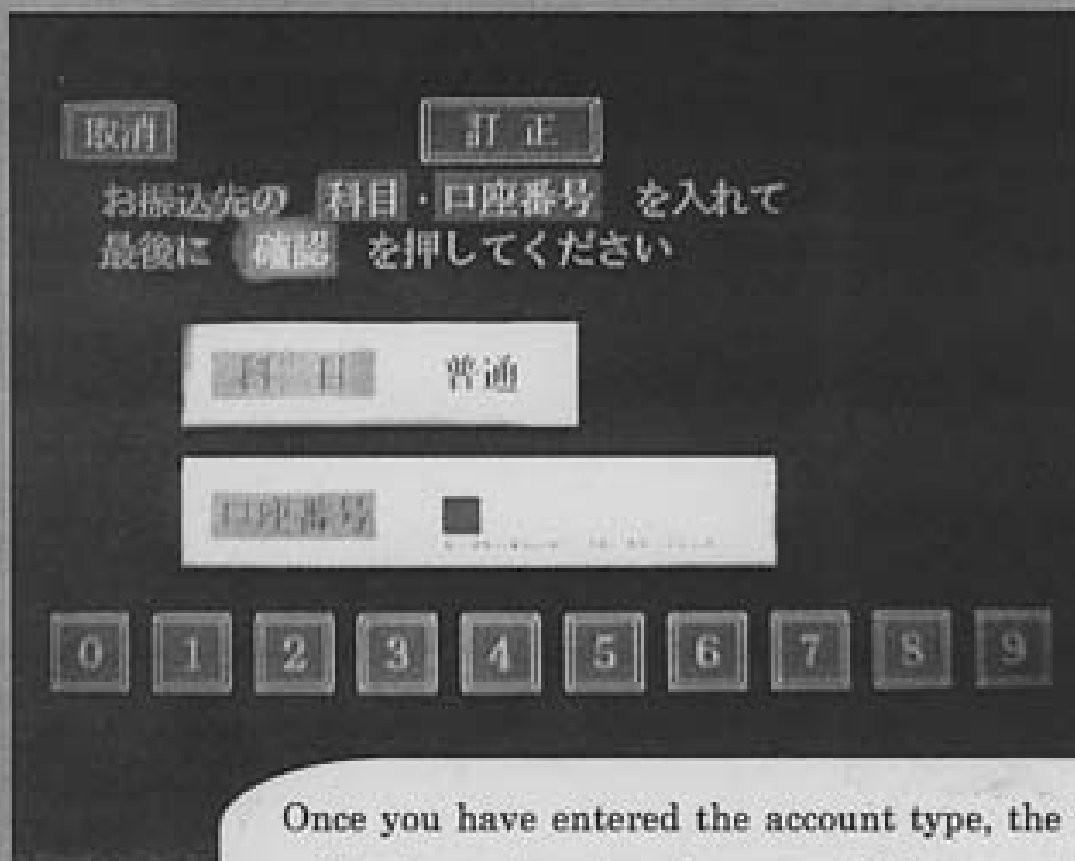 取消 訂正
お振込先の 科目・口座番号 を入れて
最後に 確認 を押してください
科目 普通
口座番号
0 1 2 3 4 5 6 7 8 9
Once you have entered the account type, the